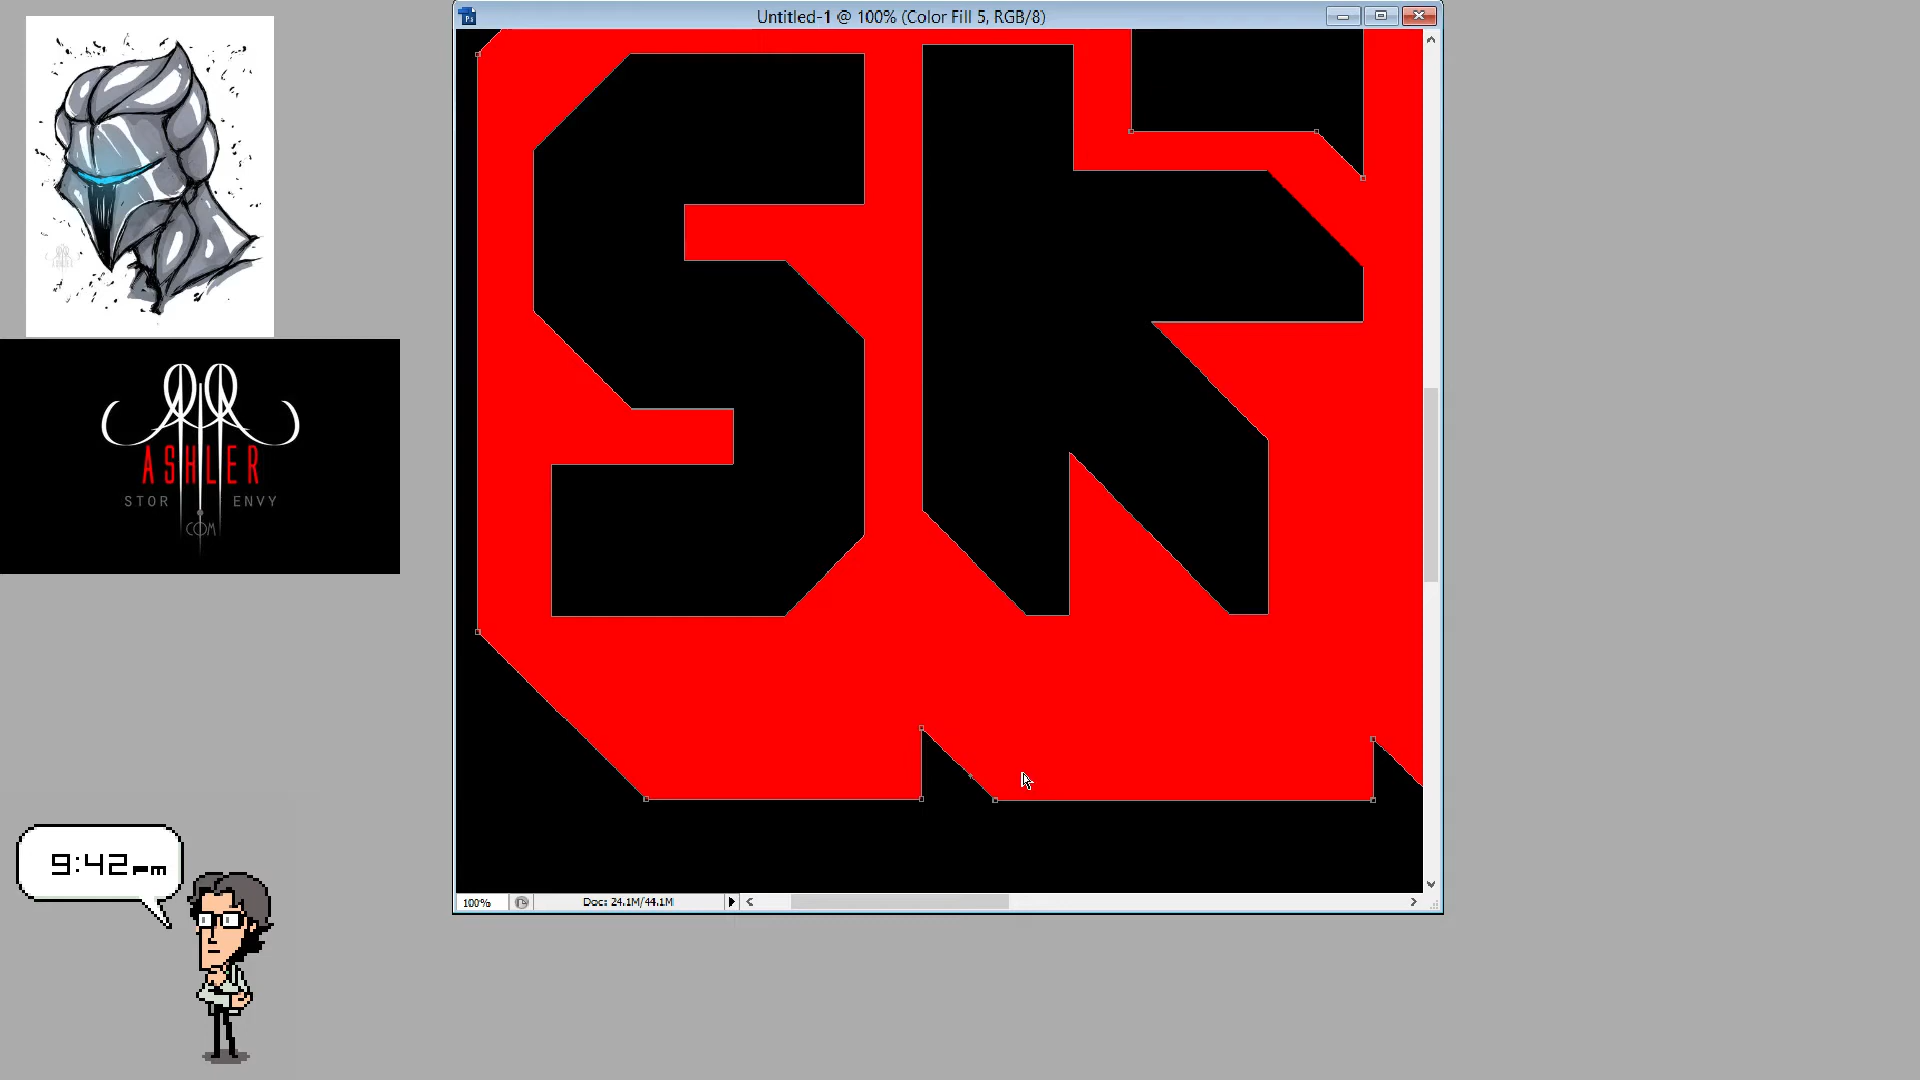 Untitled-1 @ 100% (Color Fill 5, RGB/8)
Ps
ASHLER
STOR ENVY
COM
9:42pm
100%
Doc: 24.1M/44.1M